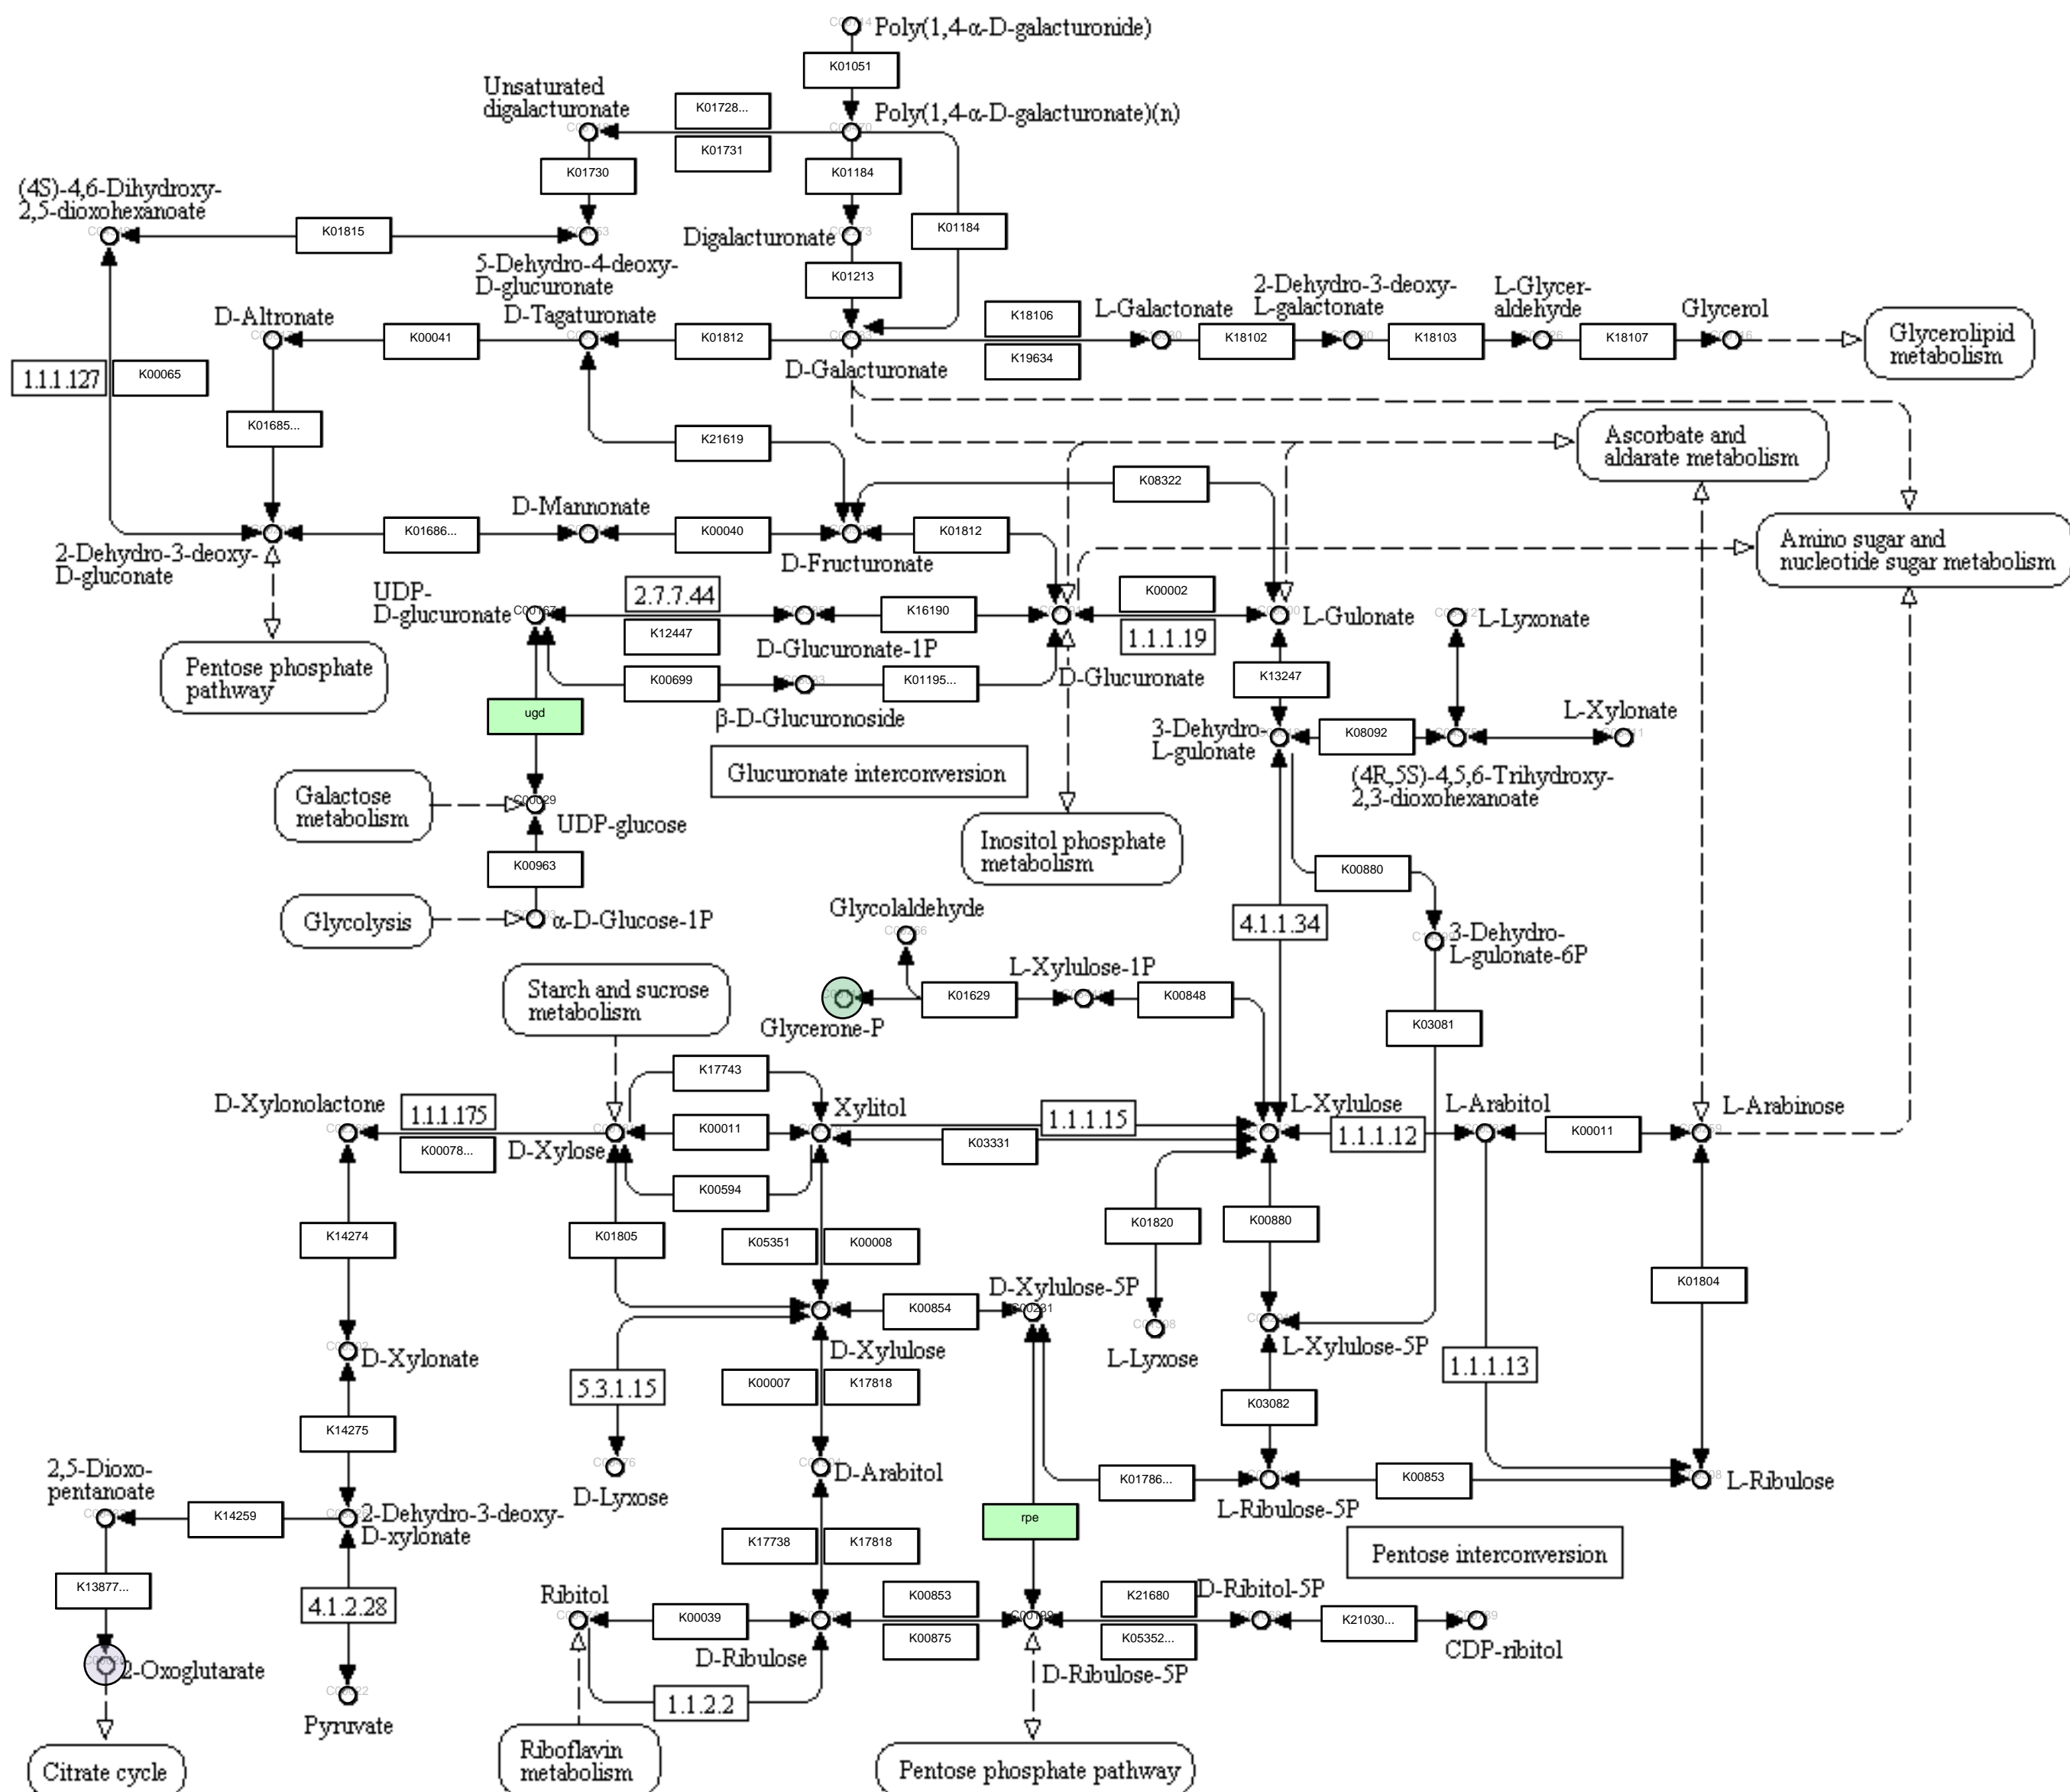 Poly(1,4-α-D-galacturonide)
K01051
Unsaturated
digalacturonate
K01728...
Poly(1,4-α-D-galacturonate)(n)
K01731
K01730
K01184
(4S)-4,6-Dihydroxy-
2,5-dioxohexanoate
K01815
Digalacturonate
K01184
5-Dehydro-4-deoxy-
D-glucuronate
K01213
D-Altronate
D-Tagaturonate
K18106
L-Galactonate
2-Dehydro-3-deoxy-
L-galactonate
L-Glycer-
aldehyde
Glycerol
K00041
K01812
K18102
K18103
K18107
Glycerolipid
metabolism
K19634
D-Galacturonate
1.1.1.127
K00065
K01685...
K21619
Ascorbate and
aldarate metabolism
K08322
D-Mannonate
K01686...
K00040
K01812
2-Dehydro-3-deoxy-
D-gluconate
D-Fructuronate
Amino sugar and
nucleotide sugar metabolism
UDP-
D-glucuronate
2.7.7.44
K12447
K16190
K00002
1.1.1.19
L-Gulonate
L-Lyxonate
D-Glucuronate-1P
Pentose phosphate
pathway
K00699
K01195...
D-Glucuronate
K13247
ugd
β-D-Glucuronoside
L-Xylonate
3-Dehydro-
L-gulonate
K08092
Glucuronate interconversion
(4R,5S)-4,5,6-Trihydroxy-
2,3-dioxohexanoate
Galactose
metabolism
C00029
UDP-glucose
Inositol phosphate
metabolism
K00963
K00880
Glycolysis
α-D-Glucose-1P
Glycolaldehyde
4.1.1.34
3-Dehydro-
L-gulonate-6P
Starch and sucrose
metabolism
L-Xylulose-1P
K01629
K00848
Glycerone-P
K03081
K17743
D-Xylonolactone
1.1.1.175
Xylitol
1.1.1.15
L-Xylulose
L-Arabitol
L-Arabinose
K00011
K03331
1.1.1.12
K00011
K00078...
D-Xylose
K00594
K14274
K01805
K05351
K00008
K01820
K00880
K01804
D-Xylulose-5P
C00231
K00854
D-Xylulose
L-Lyxose
L-Xylulose-5P
D-Xylonate
1.1.1.13
5.3.1.15
K00007
K17818
K03082
K14275
2,5-Dioxo-
pentanoate
D-Arabitol
K01786...
K00853
L-Ribulose
D-Lyxose
L-Ribulose-5P
K14259
2-Dehydro-3-deoxy-
D-xylonate
rpe
K17738
K17818
Pentose interconversion
K13877...
4.1.2.28
Ribitol
K00039
K00853
K00875
K21680
K05352...
D-Ribitol-5P
K21030...
CDP-ribitol
2-Oxoglutarate
D-Ribulose
D-Ribulose-5P
1.1.2.2
Pyruvate
Citrate cycle
Riboflavin
metabolism
Pentose phosphate pathway